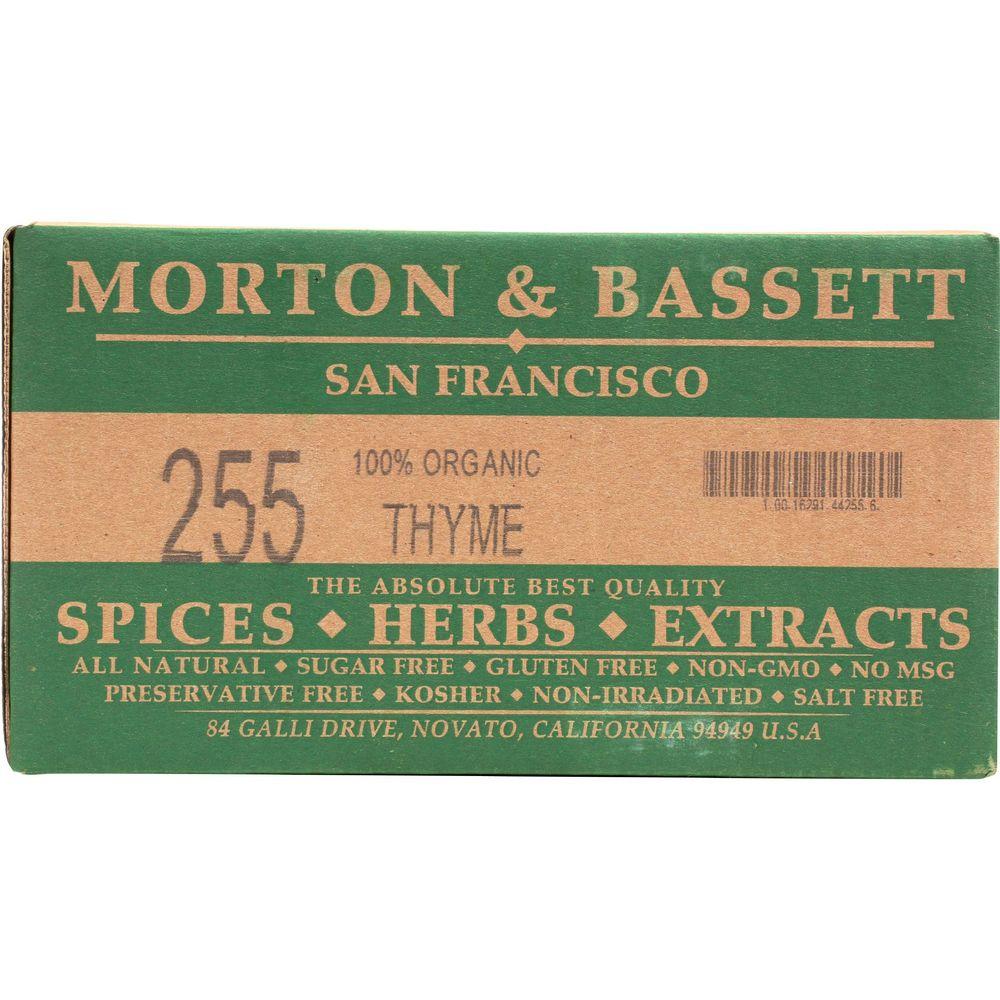 MORTON & BASSETT
SAN FRANCISCO
255
100% ORGANIC
THYME
1 00 16291 44255 6
THE ABSOLUTE BEST QUALITY
SPICES ◆ HERBS ◆ EXTRACTS
ALL NATURAL ◆ SUGAR FREE ◆ GLUTEN FREE ◆ NON-GMO ◆ NO MSG
PRESERVATIVE FREE ◆ KOSHER ◆ NON-IRRADIATED ◆ SALT FREE
84 GALLI DRIVE, NOVATO, CALIFORNIA 94949 U.S.A